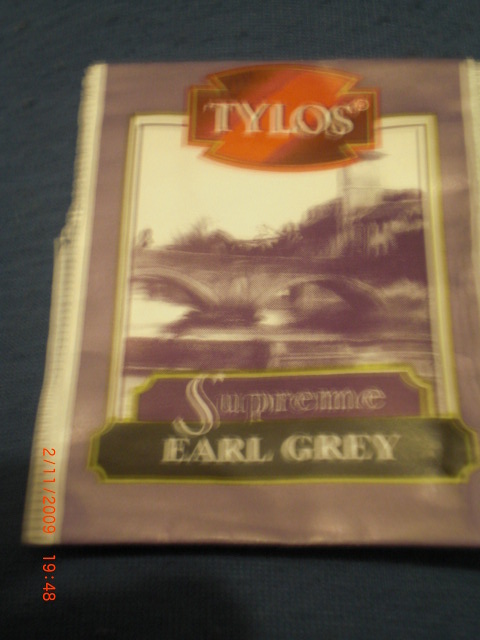 TYLOS®
Supreme
EARL GREY
2/11/2009 19:48